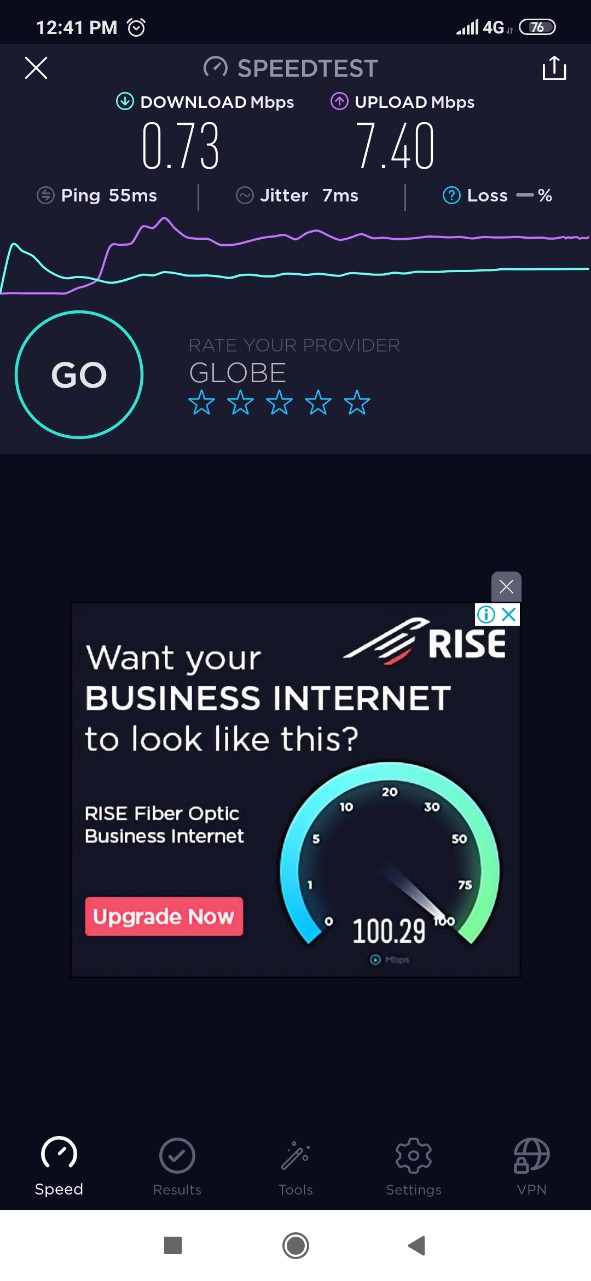 12:41 PM 4G 76
SPEEDTEST
DOWNLOAD Mbps UPLOAD Mbps
0.73 7.40
Ping 55ms Jitter 7ms Loss — %
GO
RATE YOUR PROVIDER
GLOBE
RISE
Want your
BUSINESS INTERNET
to look like this?
RISE Fiber Optic
Business Internet
Upgrade Now
0 1 5 10 20 30 50 75 100
100.29
Mbps
Speed Results Tools Settings VPN